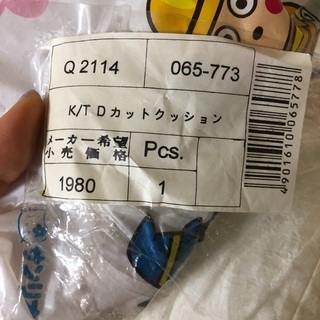 Q2114 065-773
K/T Dカットクッション
メーカー希望
小売価格 Pcs.
1980 1
4901610065778